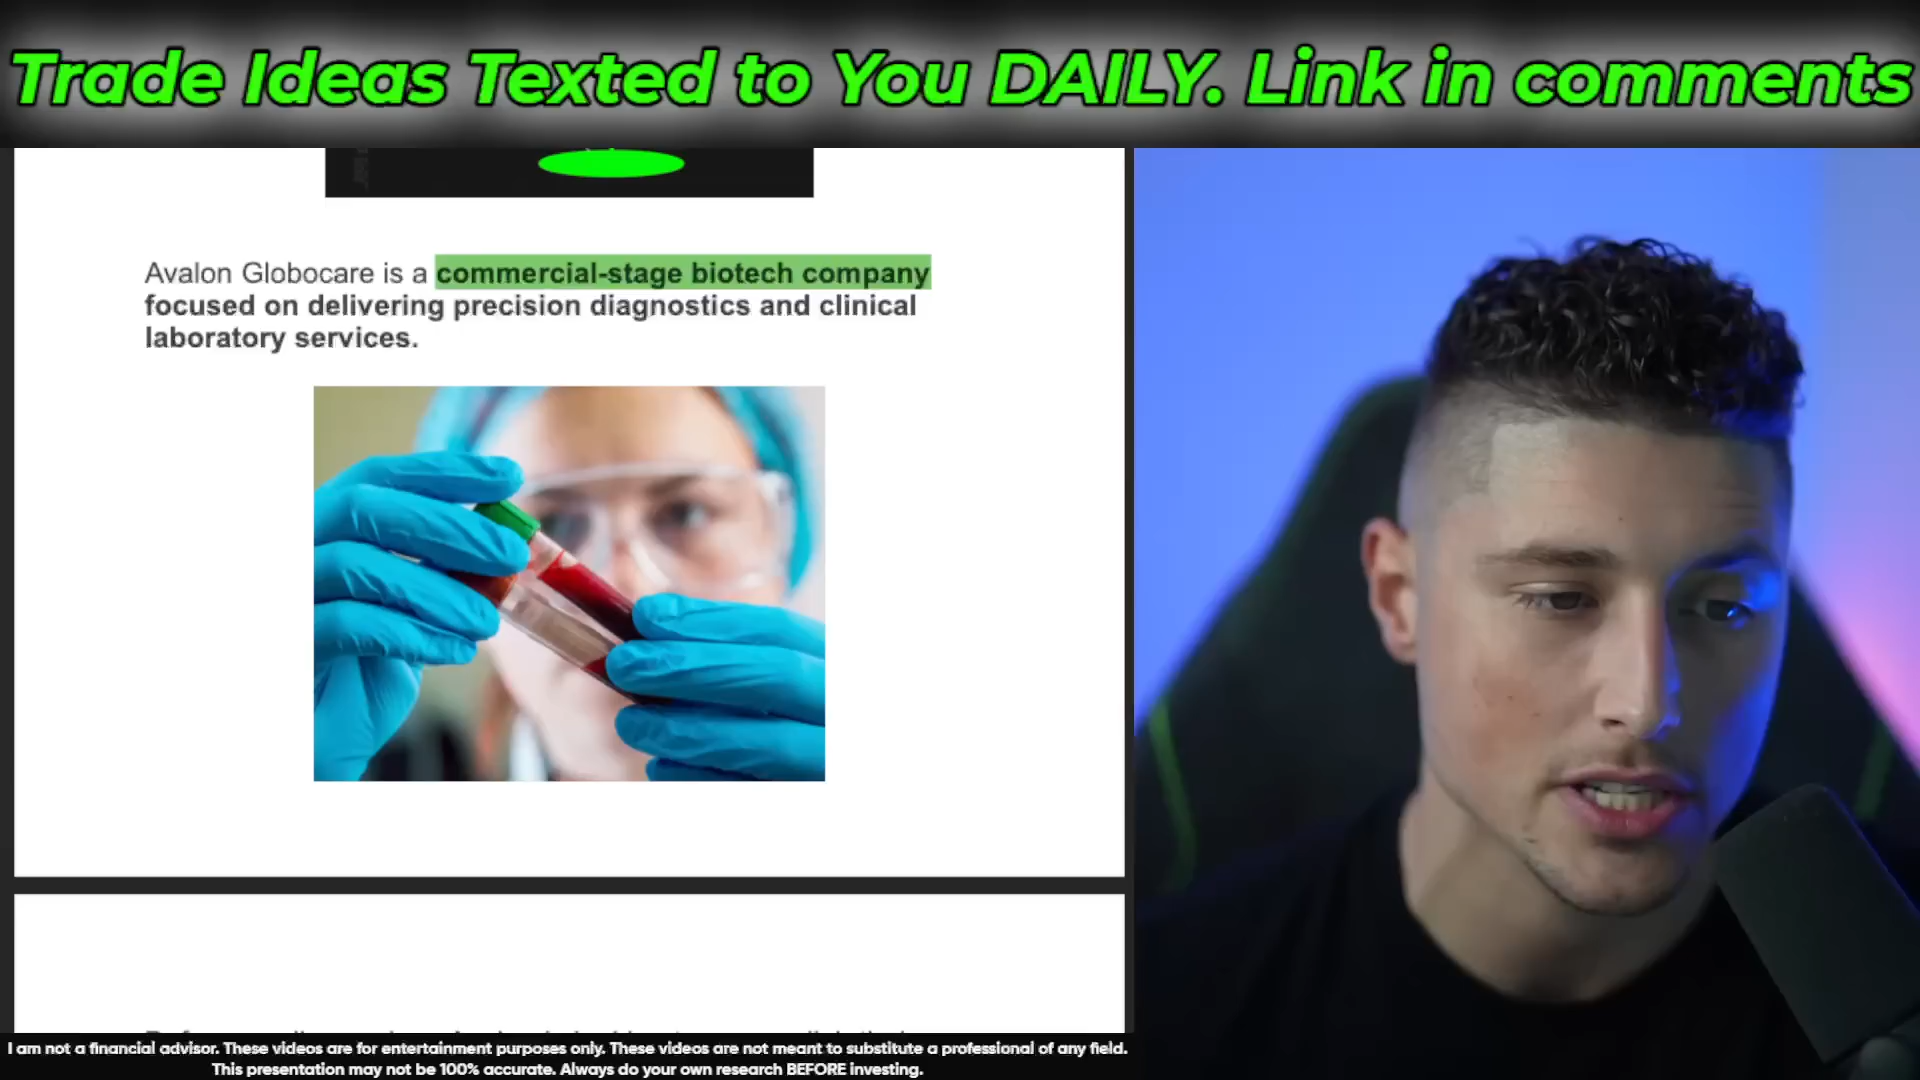 Trade Ideas Texted to You DAILY. Link in comments
Avalon Globocare is a commercial-stage biotech company
focused on delivering precision diagnostics and clinical
laboratory services.
I am not a financial advisor. These videos are for entertainment purposes only. These videos are not meant to substitute a professional of any field.
This presentation may not be 100% accurate. Always do your own research BEFORE investing.